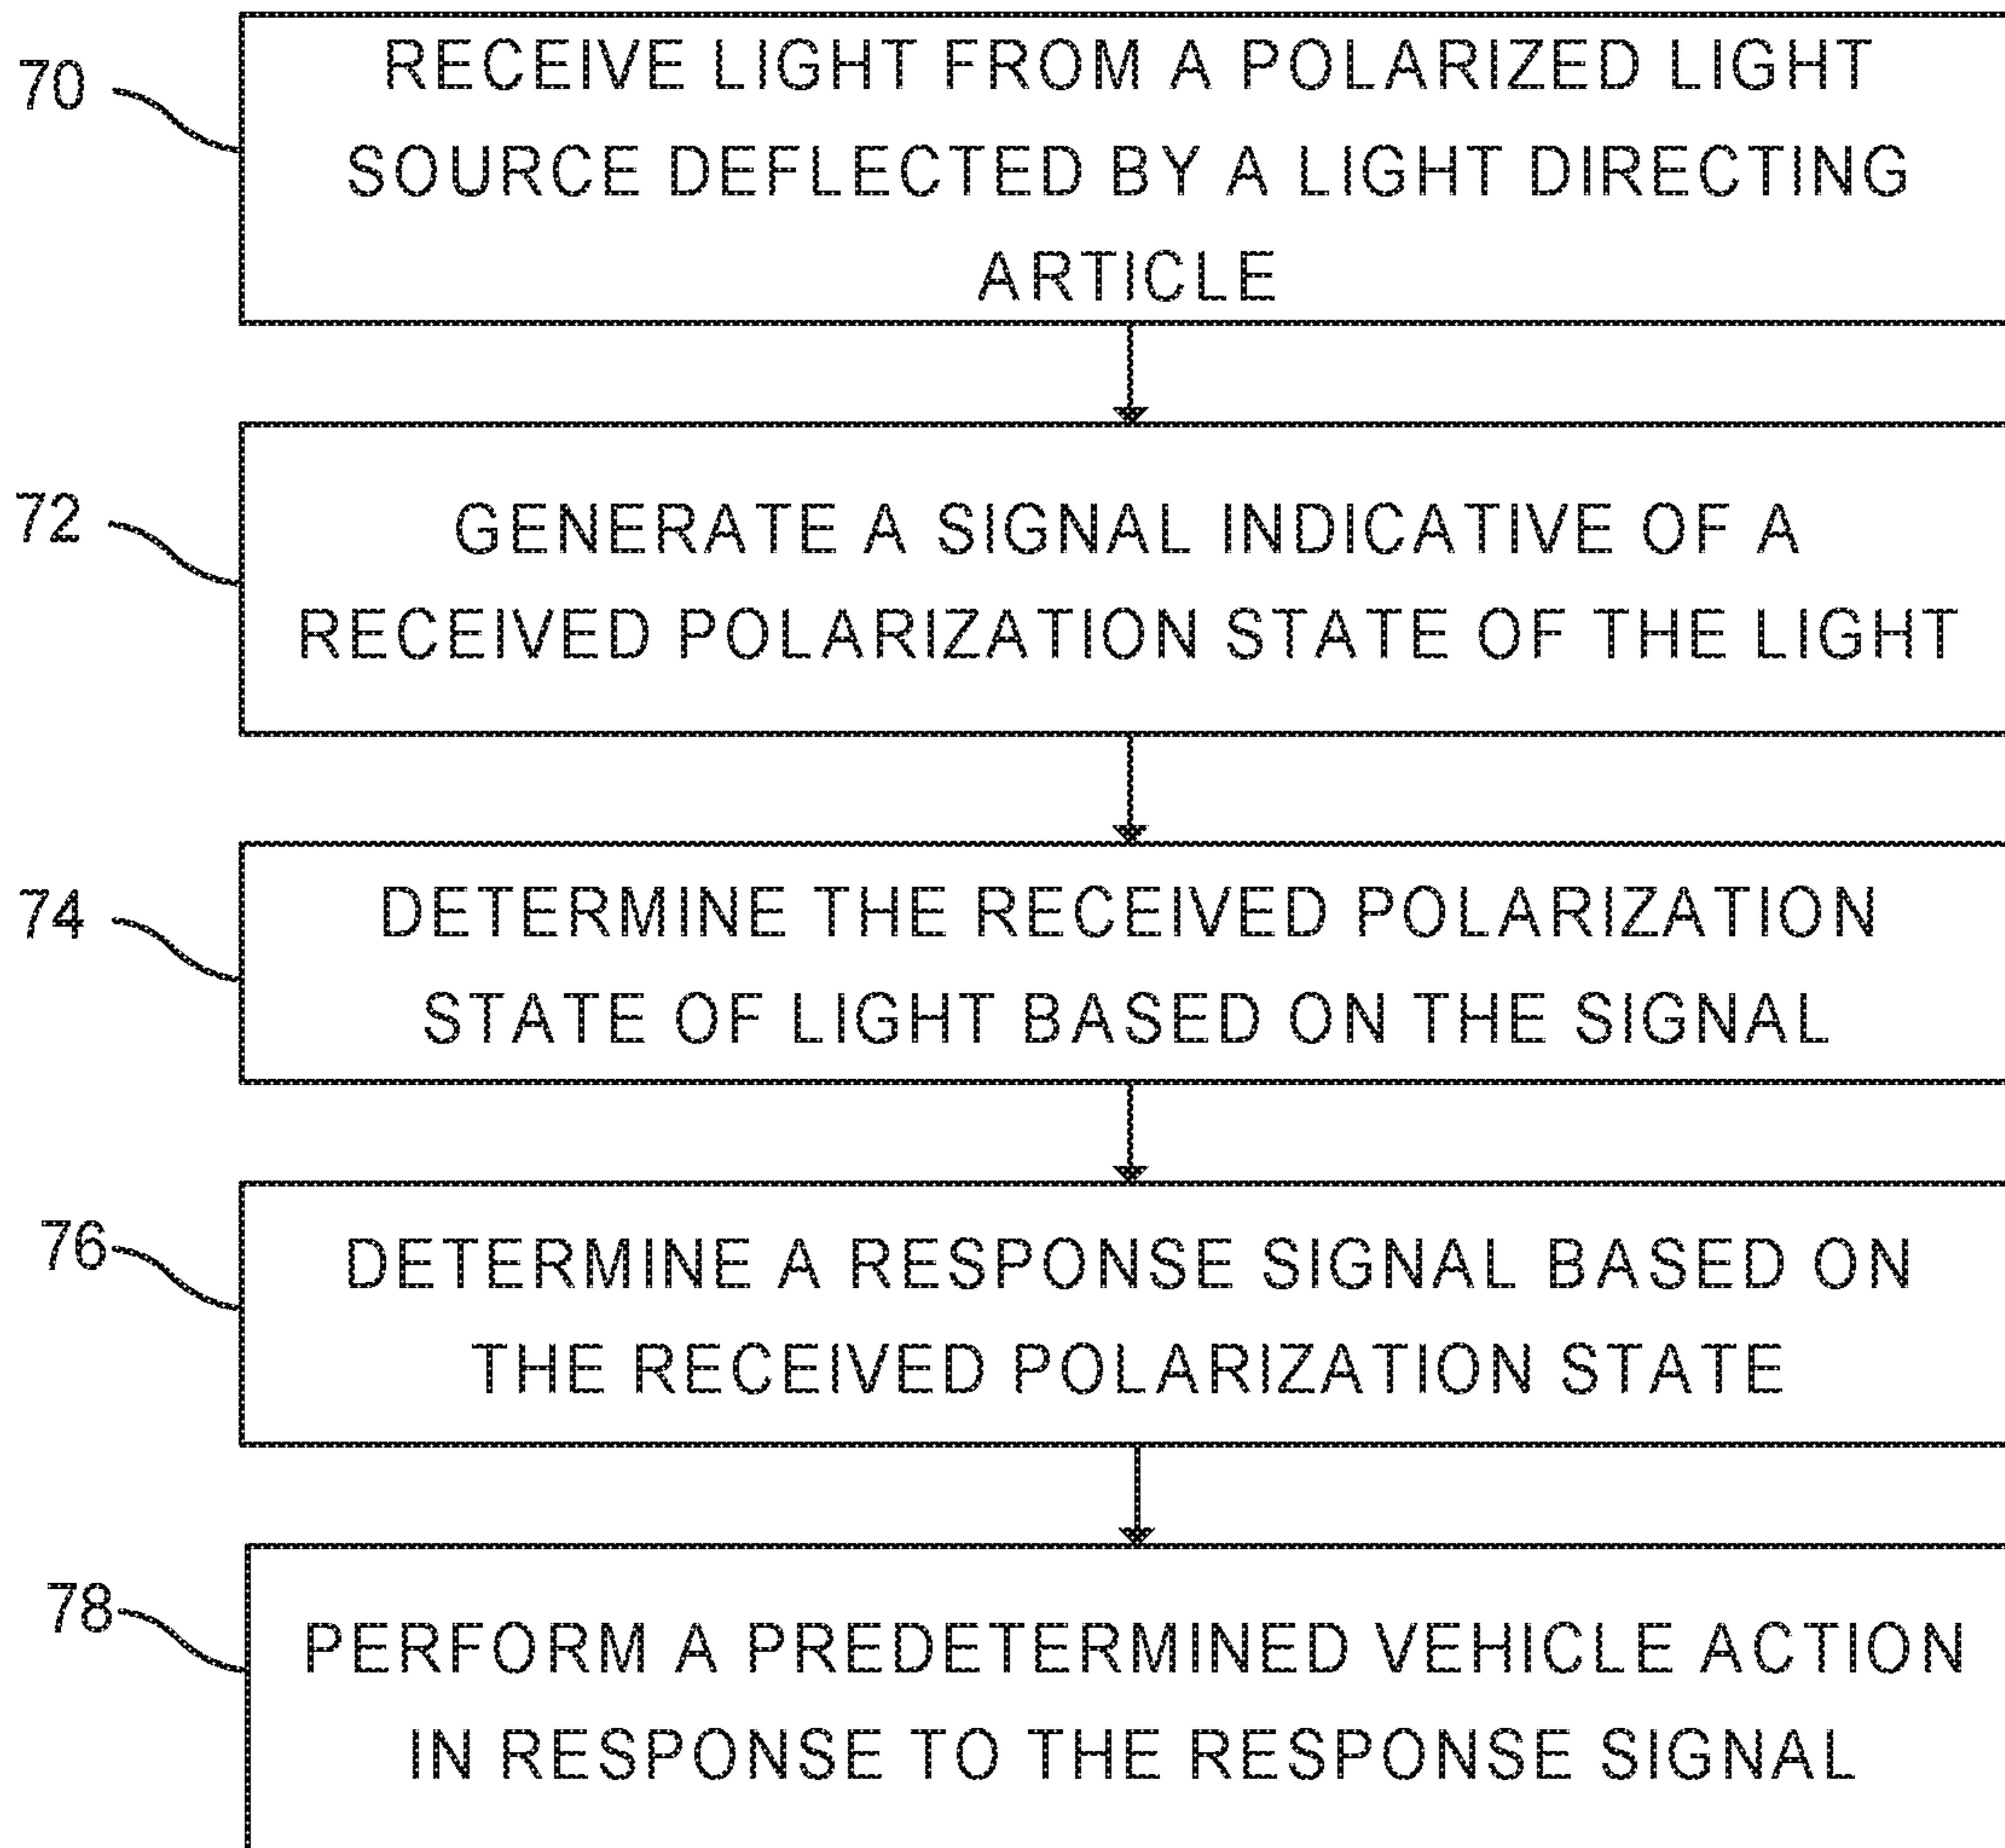 70
RECEIVE LIGHT FROM A POLARIZED LIGHT
SOURCE DEFLECTED BY A LIGHT DIRECTING
ARTICLE
72
GENERATE A SIGNAL INDICATIVE OF A
RECEIVED POLARIZATION STATE OF THE LIGHT
74
DETERMINE THE RECEIVED POLARIZATION
STATE OF LIGHT BASED ON THE SIGNAL
76
DETERMINE A RESPONSE SIGNAL BASED ON
THE RECEIVED POLARIZATION STATE
78
PERFORM A PREDETERMINED VEHICLE ACTION
IN RESPONSE TO THE RESPONSE SIGNAL